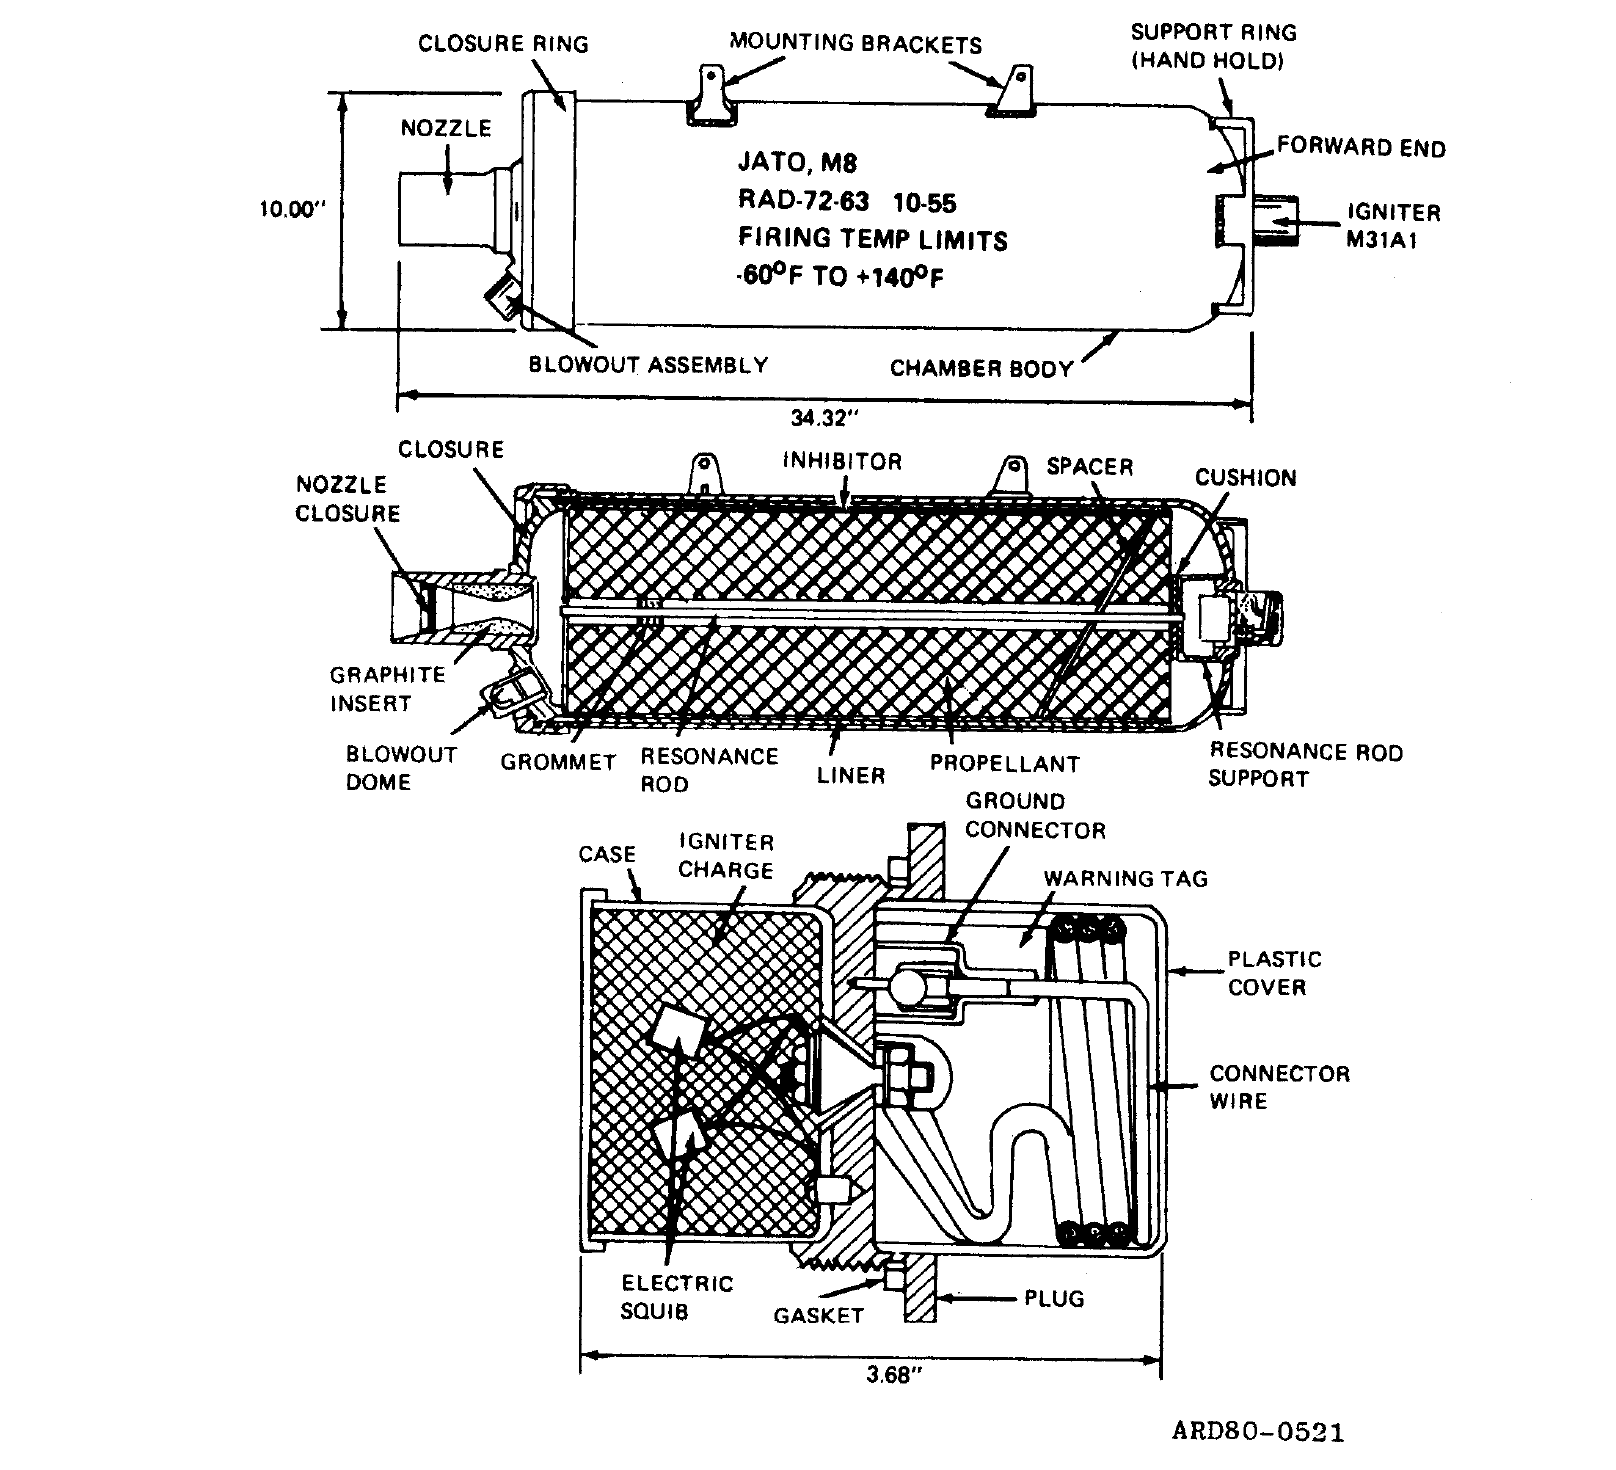 CLOSURE RING
MOUNTING BRACKETS
SUPPORT RING
(HAND HOLD)
NOZZLE
FORWARD END
JATO, M8
RAD-72-63 10-55
FIRING TEMP LIMITS
-60°F TO +140°F
10.00"
IGNITER
M31A1
BLOWOUT ASSEMBLY
CHAMBER BODY
34.32"
CLOSURE
INHIBITOR
SPACER
CUSHION
NOZZLE
CLOSURE
GRAPHITE
INSERT
BLOWOUT
DOME
GROMMET
RESONANCE
ROD
LINER
PROPELLANT
RESONANCE ROD
SUPPORT
GROUND
CONNECTOR
CASE
IGNITER
CHARGE
WARNING TAG
PLASTIC
COVER
CONNECTOR
WIRE
ELECTRIC
SQUIB
GASKET
PLUG
3.68"
ARD80-0521